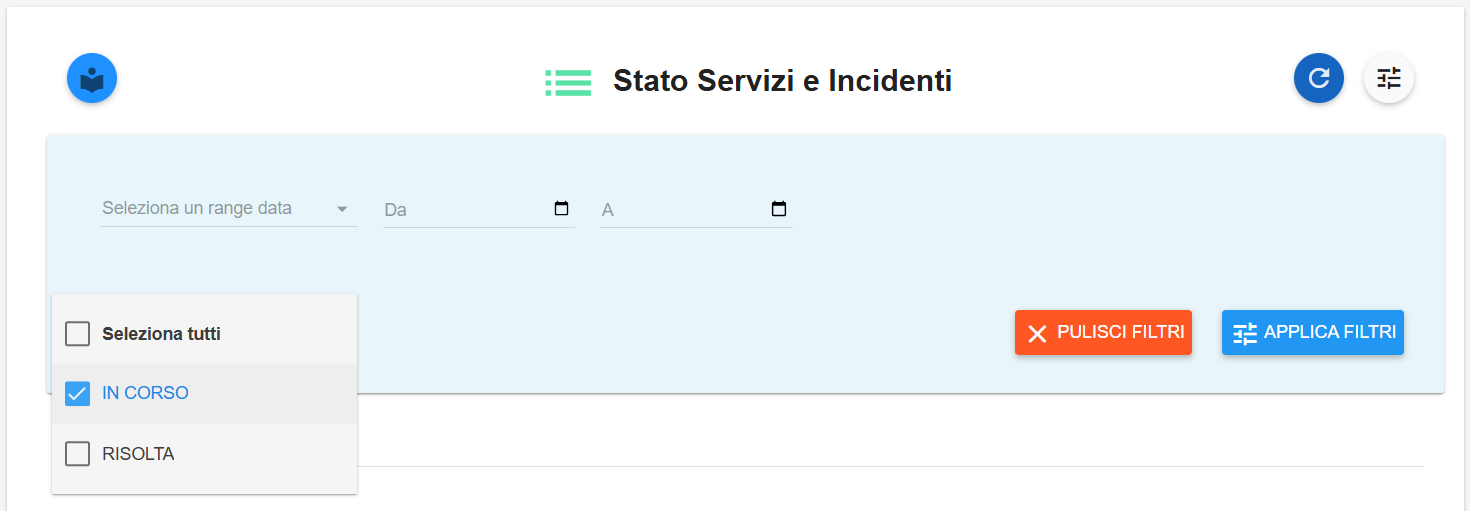 Stato Servizi e Incidenti
Seleziona un range data
Da
A
Seleziona tutti
IN CORSO
RISOLTA
PULISCI FILTRI
APPLICA FILTRI